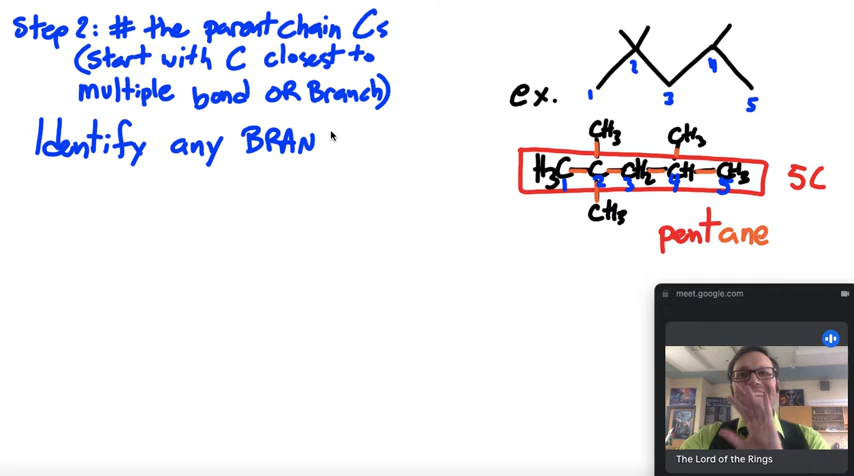 Step 2: # the parent chain Cs
(start with C closest to
multiple bond OR Branch)
Identify any BRAN
ex.
1 2 3 4 5
CH3 CH3
H3C C CH2 CH CH3
1 2 3 4 5
CH3
5C
pentane
meet.google.com
The Lord of the Rings